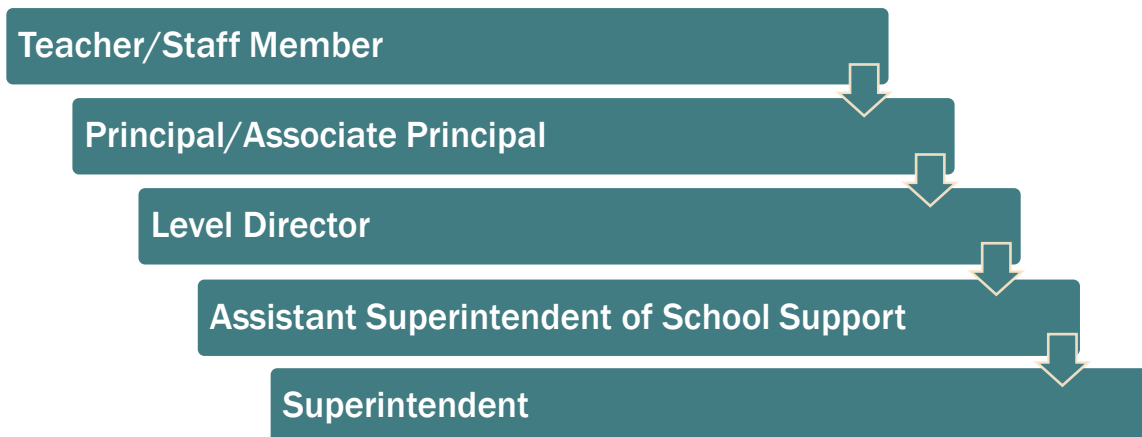 Teacher/Staff Member
Principal/Associate Principal
Level Director
Assistant Superintendent of School Support
Superintendent